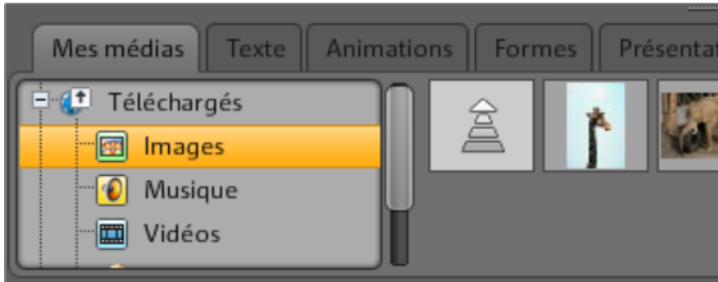 Mes médias Texte Animations Formes Présentat
Téléchargés
Images
Musique
Vidéos